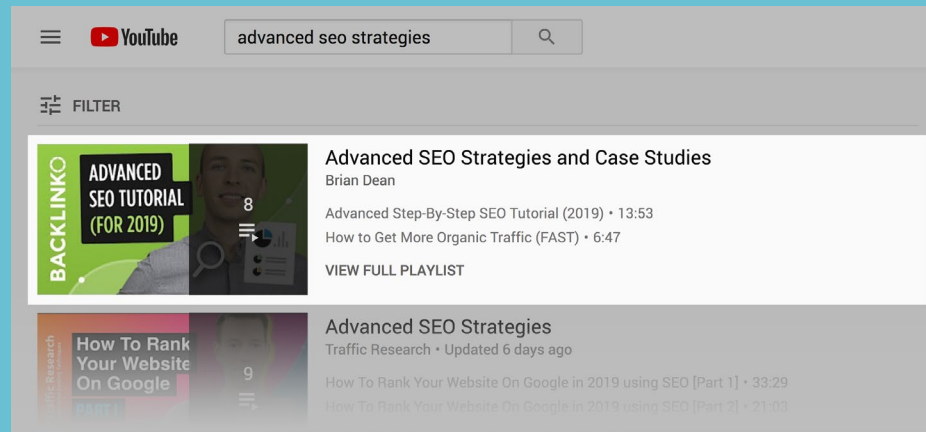 YouTube
advanced seo strategies
FILTER
BACKLINKO
ADVANCED
SEO TUTORIAL
(FOR 2019)
8
Advanced SEO Strategies and Case Studies
Brian Dean
Advanced Step-By-Step SEO Tutorial (2019) • 13:53
How to Get More Organic Traffic (FAST) • 6:47
VIEW FULL PLAYLIST
Traffic Research
How To Rank
Your Website
On Google
PART 1
9
Advanced SEO Strategies
Traffic Research • Updated 6 days ago
How To Rank Your Website On Google in 2019 using SEO [Part 1] • 33:29
How To Rank Your Website On Google in 2019 using SEO [Part 2] • 21:03